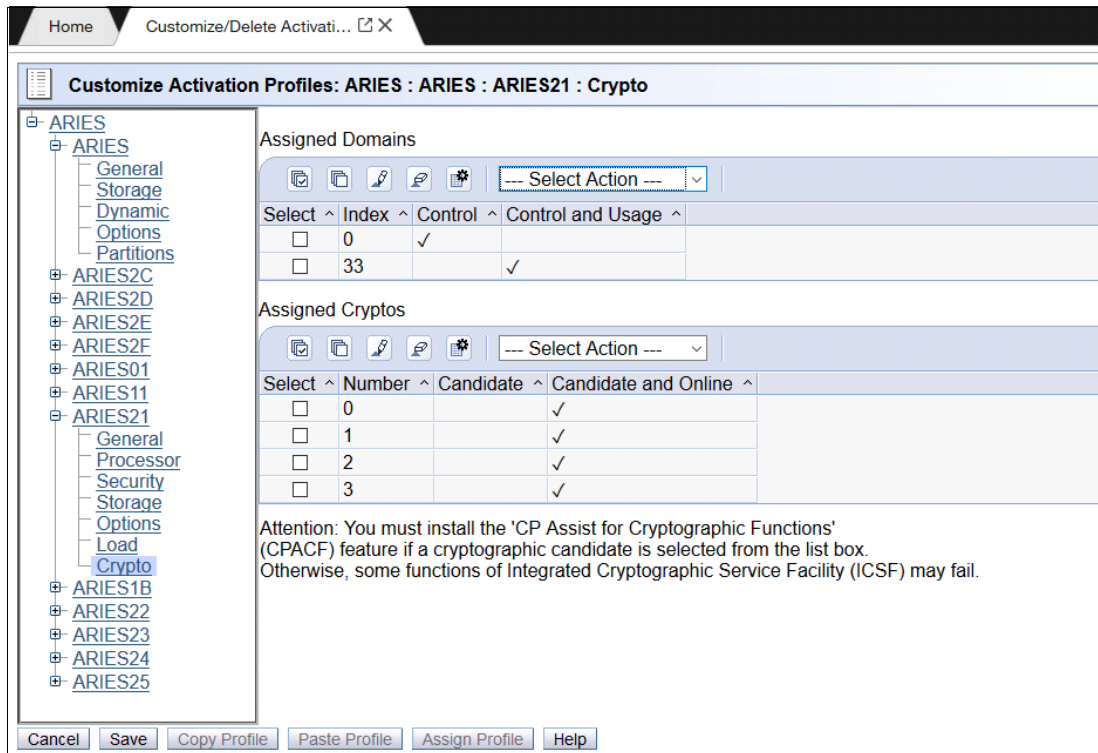 Home
Customize/Delete Activati...
Customize Activation Profiles: ARIES : ARIES : ARIES21 : Crypto
ARIES
ARIES
General
Storage
Dynamic
Options
Partitions
ARIES2C
ARIES2D
ARIES2E
ARIES2F
ARIES01
ARIES11
ARIES21
General
Processor
Security
Storage
Options
Load
Crypto
ARIES1B
ARIES22
ARIES23
ARIES24
ARIES25
Assigned Domains
--- Select Action ---
Select Index Control Control and Usage
0 ✓
33 ✓
Assigned Cryptos
--- Select Action ---
Select Number Candidate Candidate and Online
0 ✓
1 ✓
2 ✓
3 ✓
Attention: You must install the 'CP Assist for Cryptographic Functions'
(CPACF) feature if a cryptographic candidate is selected from the list box.
Otherwise, some functions of Integrated Cryptographic Service Facility (ICSF) may fail.
Cancel Save Copy Profile Paste Profile Assign Profile Help